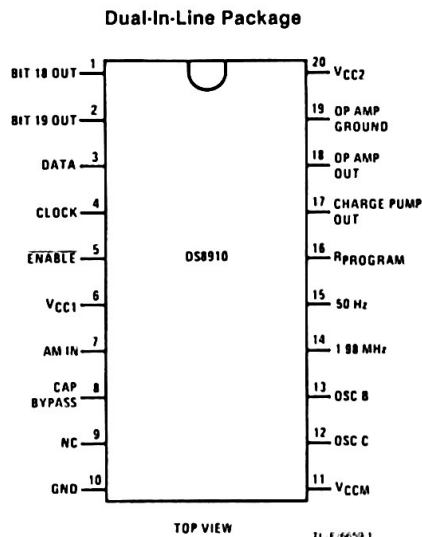 Dual-In-Line Package
BIT 18 OUT 1
BIT 19 OUT 2
DATA 3
CLOCK 4
ENABLE 5
VCC1 6
AM IN 7
CAP BYPASS 8
NC 9
GND 10
DS8910
20 VCC2
19 OP AMP GROUND
18 OP AMP OUT
17 CHARGE PUMP OUT
16 RPROGRAM
15 50 Hz
14 1 98 MHz
13 OSC B
12 OSC C
11 VCCM
TOP VIEW